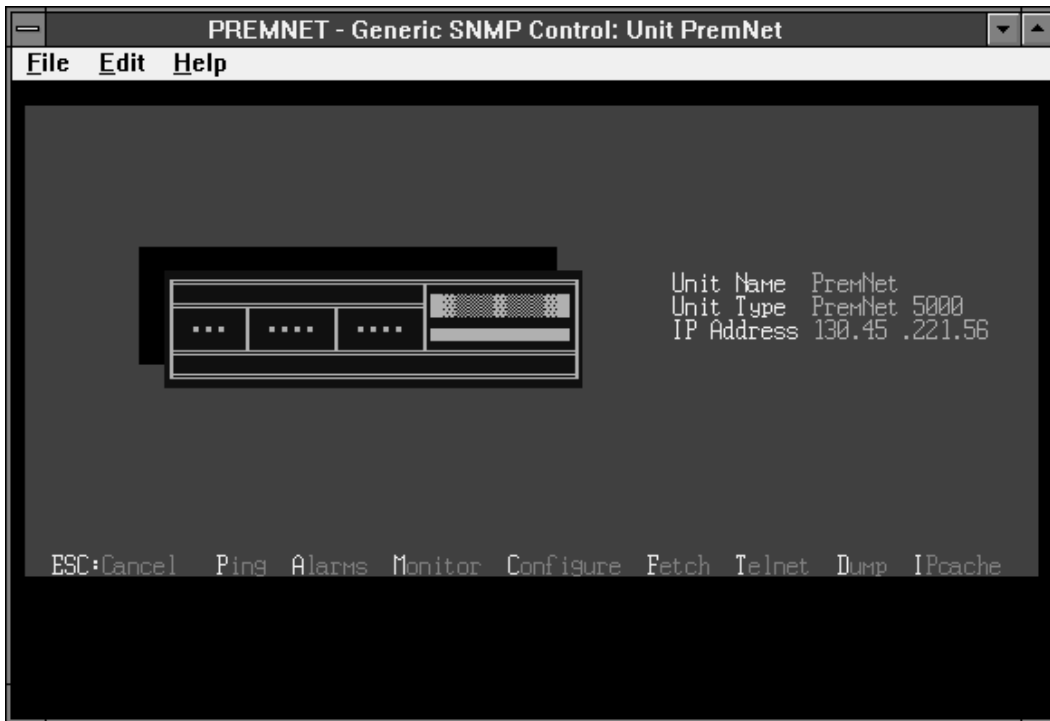 PREMNET - Generic SNMP Control: Unit PremNet
File Edit Help
Unit Name PremNet
Unit Type PremNet 5000
IP Address 130.45 .221.56
ESC:Cancel Ping Alarms Monitor Configure Fetch Telnet Dump IPcache